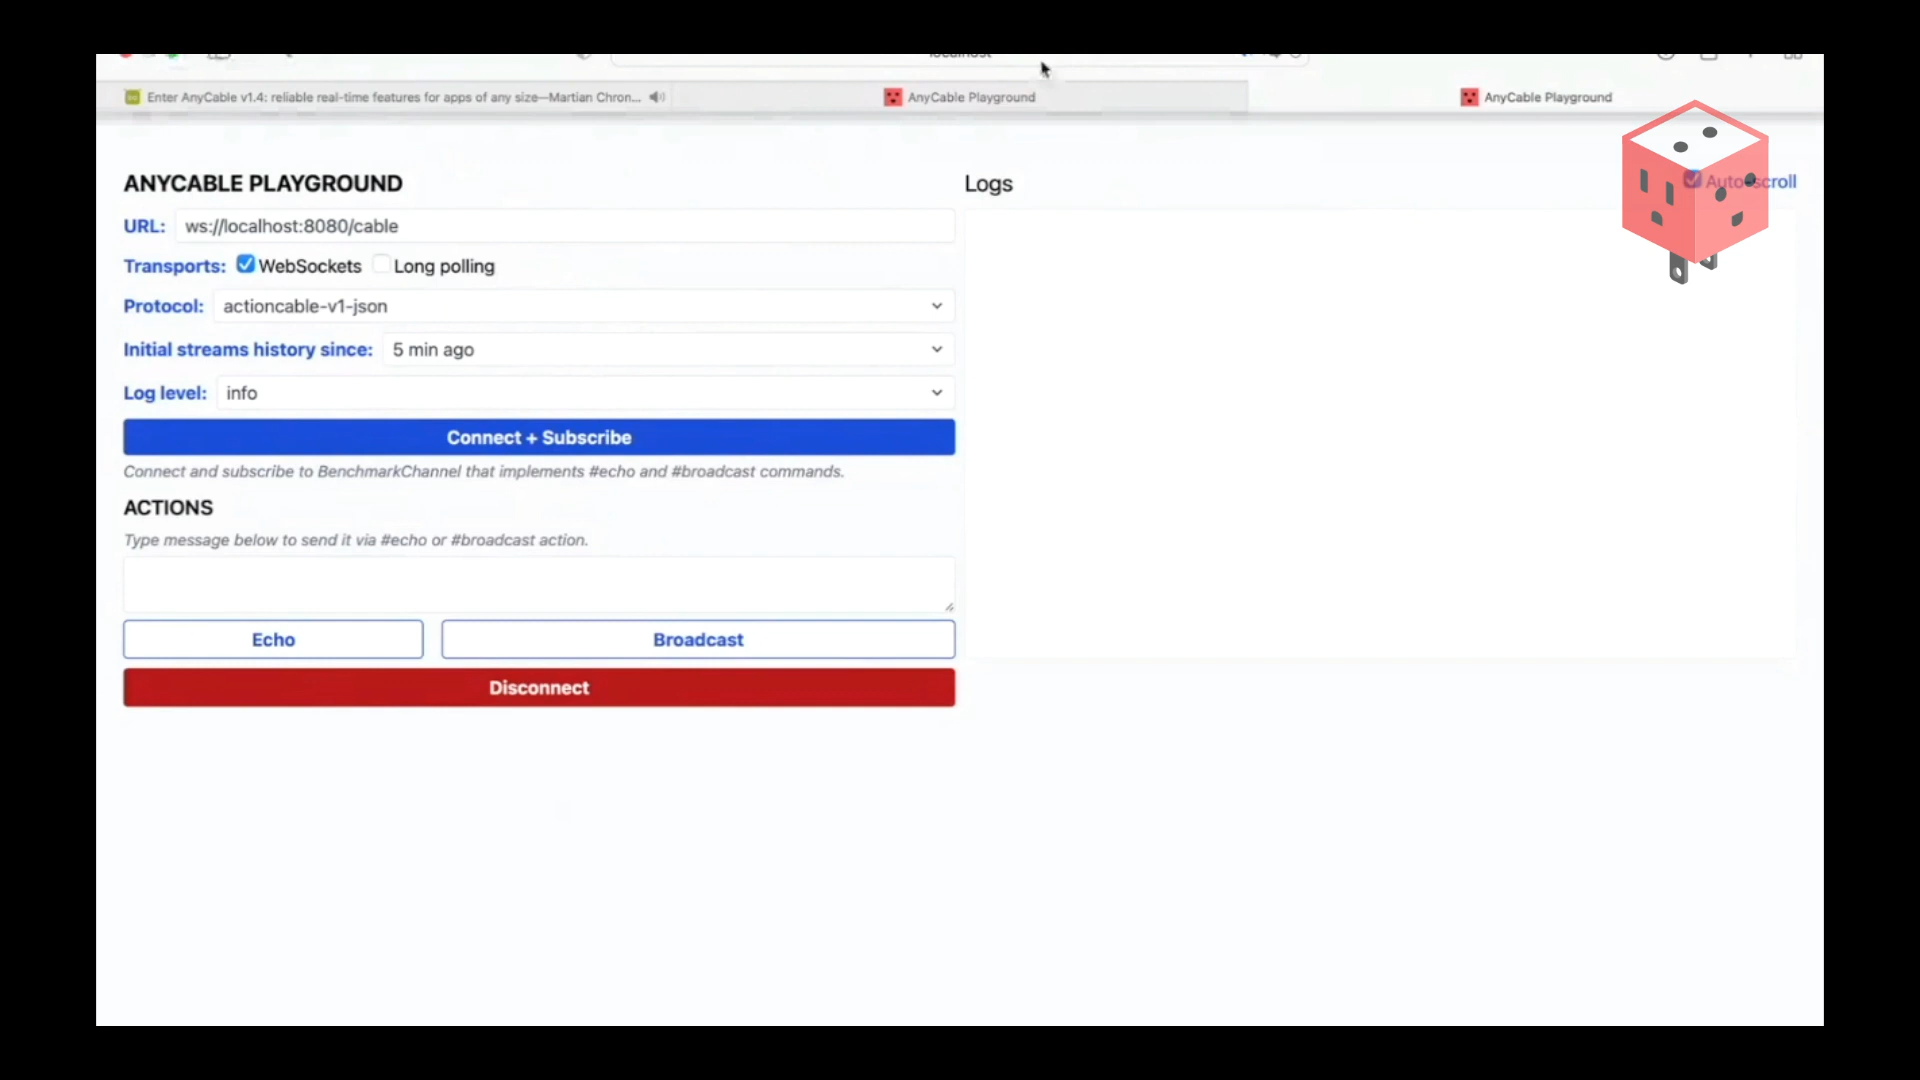 localhost
Enter AnyCable v1.4: reliable real-time features for apps of any size—Martian Chron...
AnyCable Playground
AnyCable Playground
ANYCABLE PLAYGROUND
URL: ws://localhost:8080/cable
Transports: WebSockets Long polling
Protocol: actioncable-v1-json
Initial streams history since: 5 min ago
Log level: info
Connect + Subscribe
Connect and subscribe to BenchmarkChannel that implements #echo and #broadcast commands.
ACTIONS
Type message below to send it via #echo or #broadcast action.
Echo
Broadcast
Disconnect
Logs
Auto-scroll